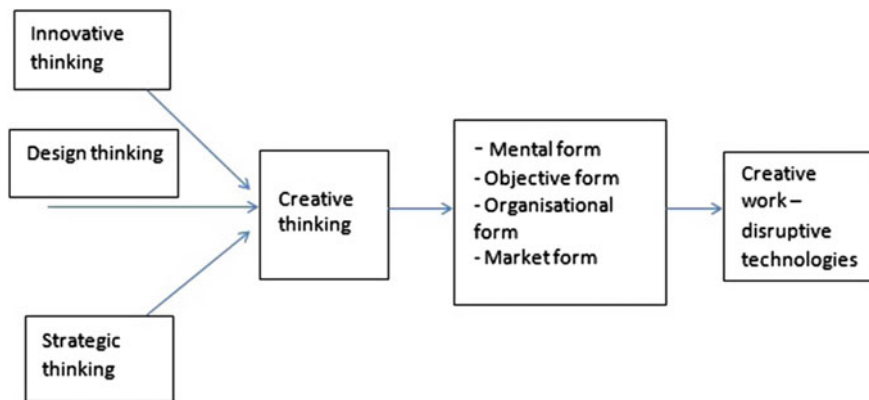 Innovative
thinking
Design thinking
Strategic
thinking
Creative
thinking
- Mental form
- Objective form
- Organisational
form
- Market form
Creative
work –
disruptive
technologies